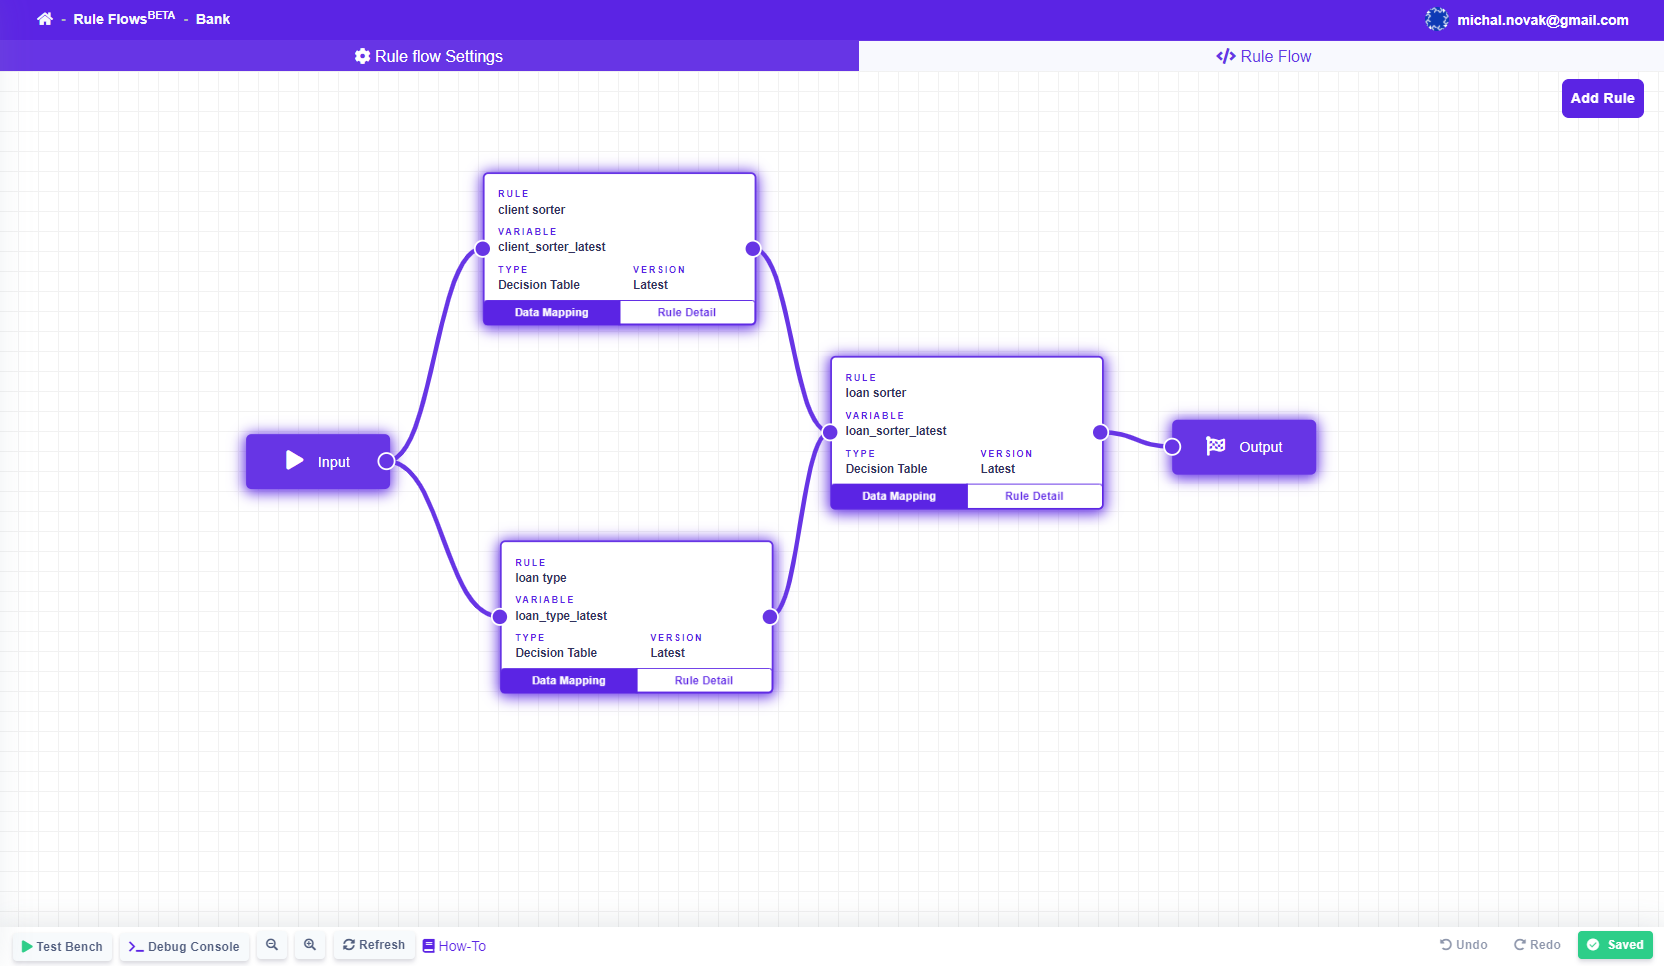 - Rule FlowsBETA - Bank
michal.novak@gmail.com
Rule flow Settings
Rule Flow
Add Rule
RULE
client sorter
VARIABLE
client_sorter_latest
TYPE VERSION
Decision Table Latest
Data Mapping Rule Detail
RULE
loan sorter
VARIABLE
loan_sorter_latest
TYPE VERSION
Decision Table Latest
Data Mapping Rule Detail
Input
Output
RULE
loan type
VARIABLE
loan_type_latest
TYPE VERSION
Decision Table Latest
Data Mapping Rule Detail
Test Bench Debug Console Refresh How-To Undo Redo Saved